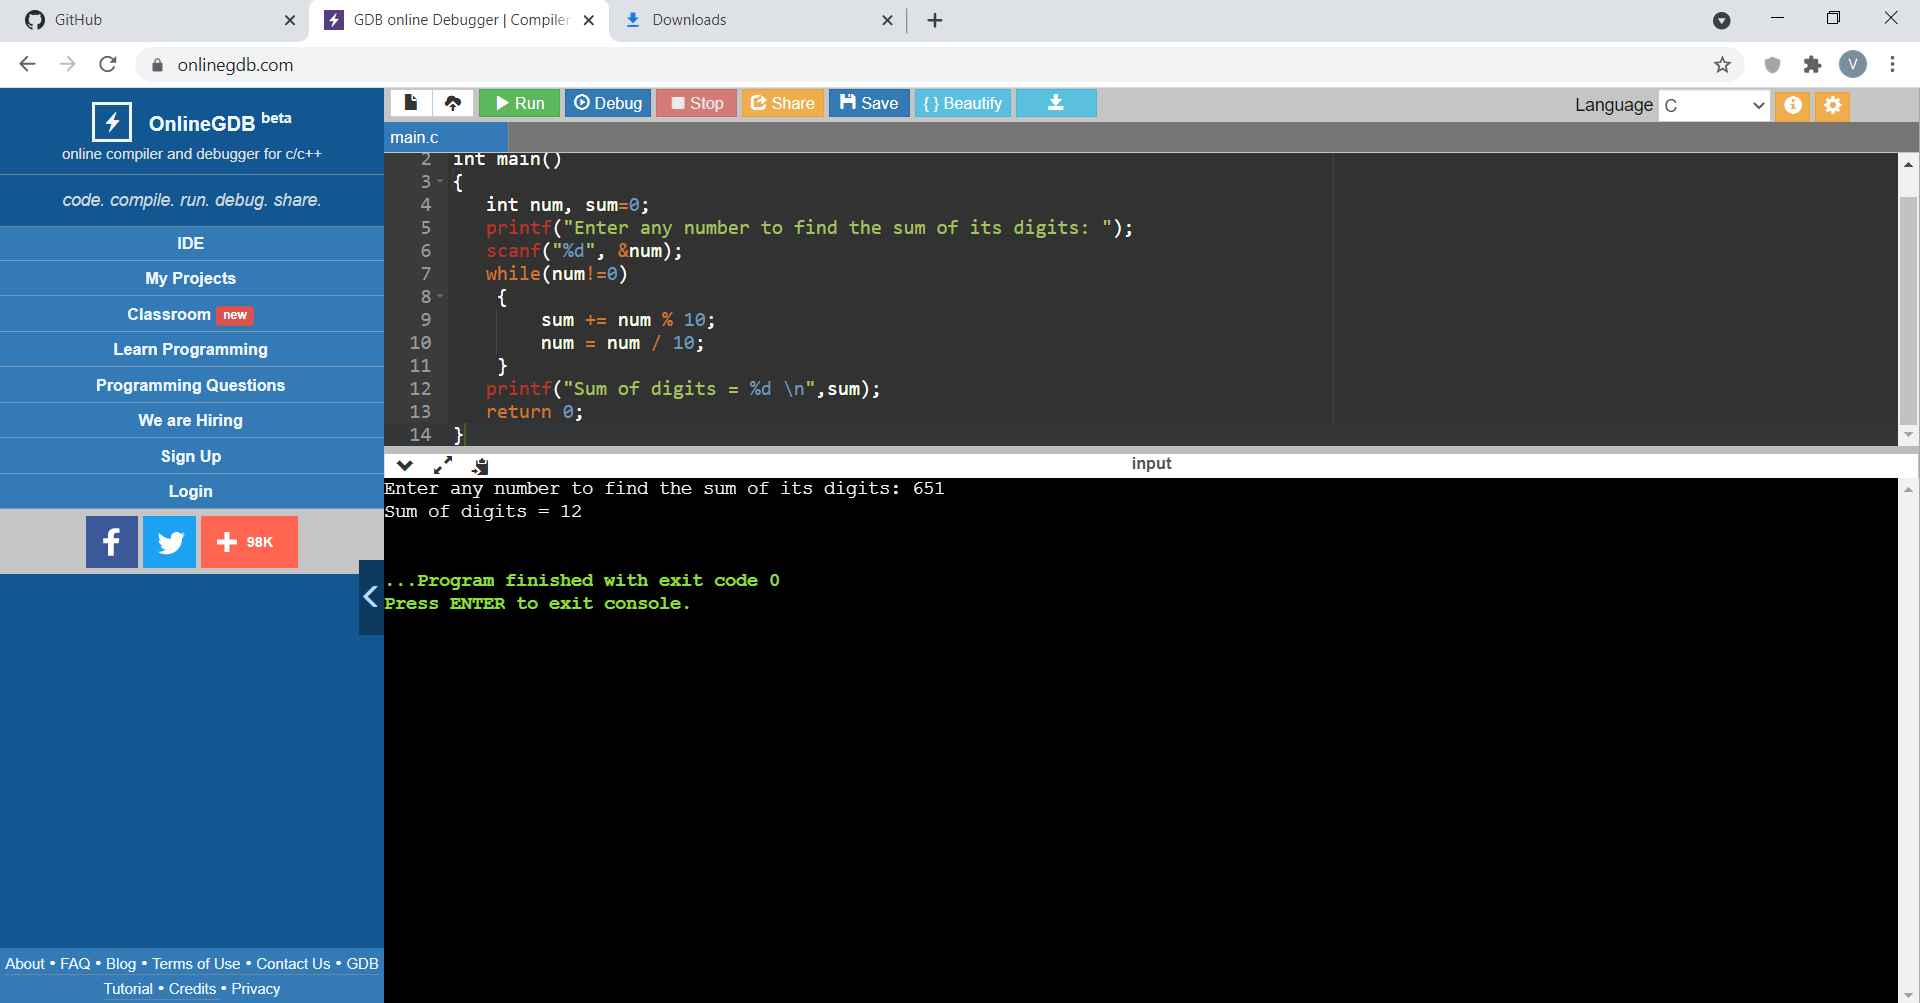 GitHub
GDB online Debugger | Compiler
Downloads
onlinegdb.com
V
OnlineGDB beta
online compiler and debugger for c/c++
code. compile. run. debug. share.
IDE
My Projects
Classroom new
Learn Programming
Programming Questions
We are Hiring
Sign Up
Login
f
98K
About • FAQ • Blog • Terms of Use • Contact Us • GDB
Tutorial • Credits • Privacy
Run Debug Stop Share Save { } Beautify
Language C
main.c
2 int main()
3 {
4 int num, sum=0;
5 printf("Enter any number to find the sum of its digits: ");
6 scanf("%d", &num);
7 while(num!=0)
8 {
9 sum += num % 10;
10 num = num / 10;
11 }
12 printf("Sum of digits = %d \n",sum);
13 return 0;
14 }
input
Enter any number to find the sum of its digits: 651
Sum of digits = 12
...Program finished with exit code 0
Press ENTER to exit console.